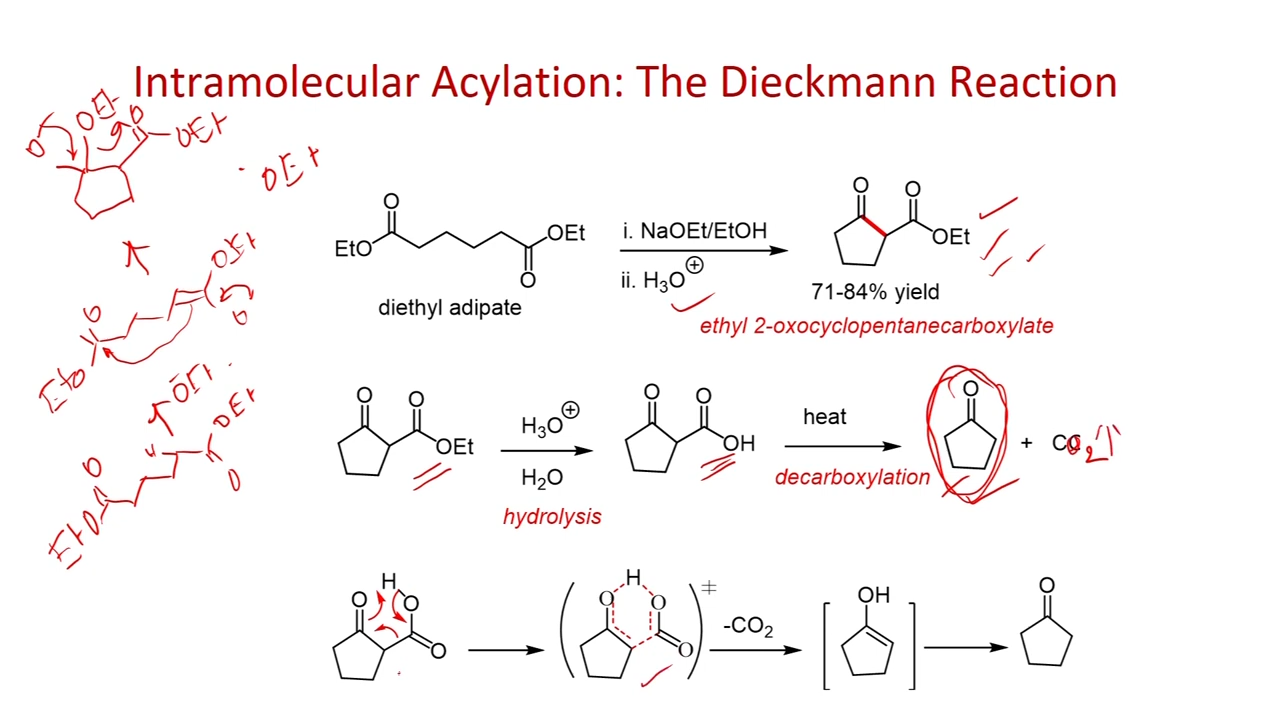 Intramolecular Acylation: The Dieckmann Reaction
OEt O
O OEt
OEt
O O
EtO OEt
i. NaOEt/EtOH
ii. H3O⊕
O O
OEt
diethyl adipate
71-84% yield
ethyl 2-oxocyclopentanecarboxylate
OEt
O
O
EtO
OEt
OEt
O
O
EtO
O O
OEt
H3O⊕
H2O
hydrolysis
O O
OH
heat
decarboxylation
O
+ CO2↑
H
O O
O
H
O O
O
‡
-CO2
OH
O